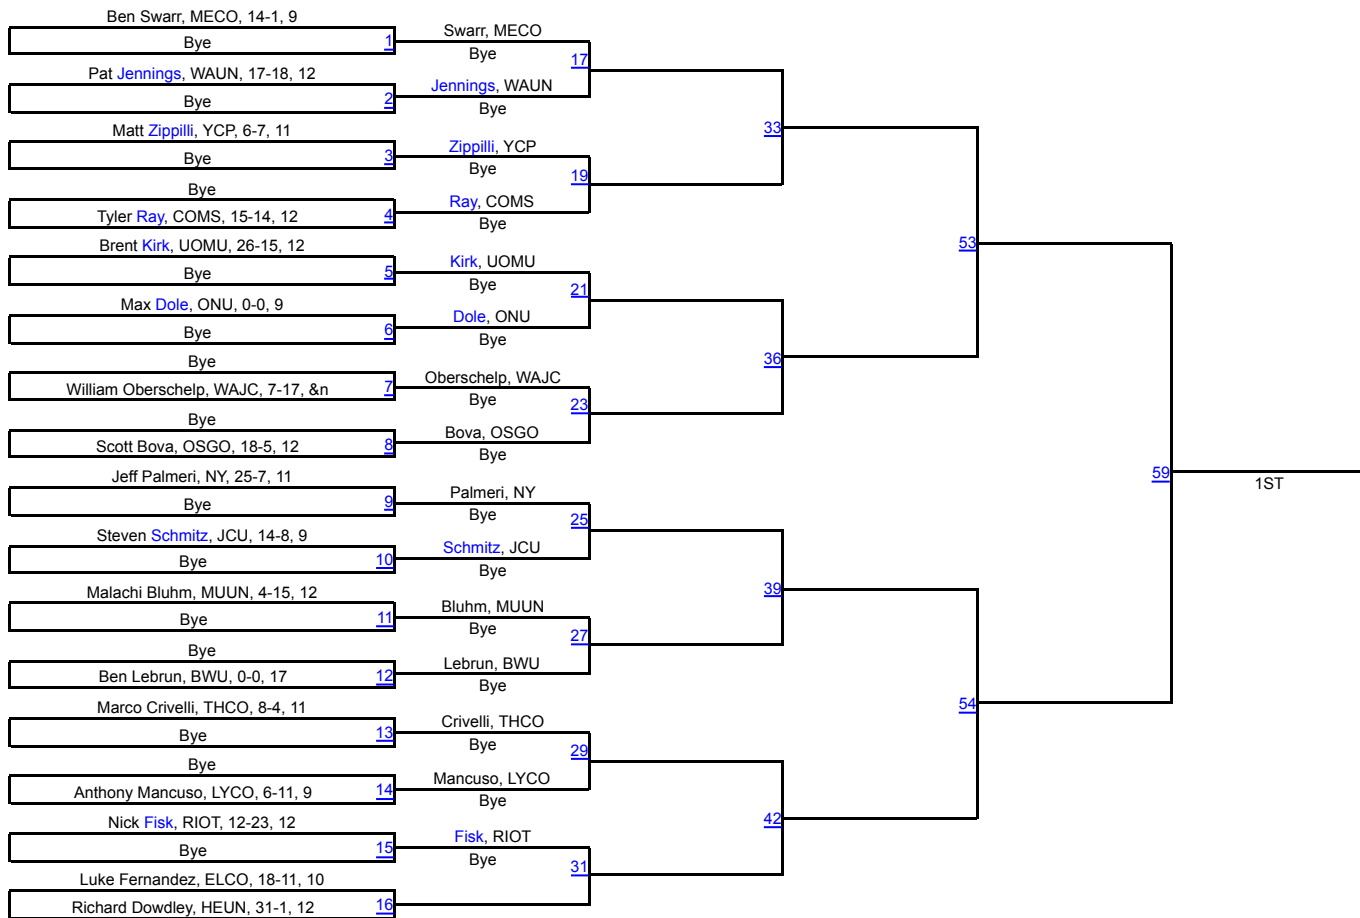 Ben Swarr, MECO, 14-1, 9
Bye
1
Pat Jennings, WAUN, 17-18, 12
Bye
2
Matt Zippilli, YCP, 6-7, 11
Bye
3
Bye
Tyler Ray, COMS, 15-14, 12
4
Brent Kirk, UOMU, 26-15, 12
Bye
5
Max Dole, ONU, 0-0, 9
Bye
6
Bye
William Oberschelp, WAJC, 7-17, &n
7
Bye
Scott Bova, OSGO, 18-5, 12
8
Jeff Palmeri, NY, 25-7, 11
Bye
9
Steven Schmitz, JCU, 14-8, 9
Bye
10
Malachi Bluhm, MUUN, 4-15, 12
Bye
11
Bye
Ben Lebrun, BWU, 0-0, 17
12
Marco Crivelli, THCO, 8-4, 11
Bye
13
Bye
Anthony Mancuso, LYCO, 6-11, 9
14
Nick Fisk, RIOT, 12-23, 12
Bye
15
Luke Fernandez, ELCO, 18-11, 10
Richard Dowdley, HEUN, 31-1, 12
16
Swarr, MECO
Bye
17
Jennings, WAUN
Bye
Zippilli, YCP
Bye
19
Ray, COMS
Bye
Kirk, UOMU
Bye
21
Dole, ONU
Bye
Oberschelp, WAJC
Bye
23
Bova, OSGO
Bye
Palmeri, NY
Bye
25
Schmitz, JCU
Bye
Bluhm, MUUN
Bye
27
Lebrun, BWU
Bye
Crivelli, THCO
Bye
29
Mancuso, LYCO
Bye
Fisk, RIOT
Bye
31
33
36
39
42
53
54
59
1ST